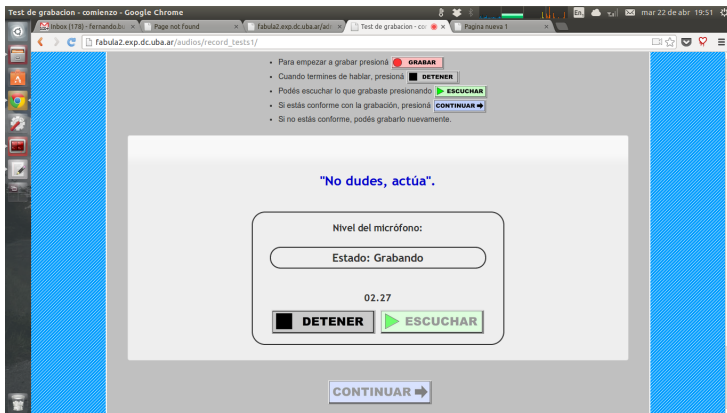 Test de grabacion - comienzo - Google Chrome
En
mar 22 de abr 19:51
Inbox (178) - fernando.b
Page not found
fabula2.exp.dc.uba.ar/ad
Test de grabacion - co
Pagina nueva 1
fabula2.exp.dc.uba.ar/audios/record_tests1/
Para empezar a grabar presioná GRABAR
Cuando termines de hablar, presioná DETENER
Podés escuchar lo que grabaste presionando ESCUCHAR
Si estás conforme con la grabación, presioná CONTINUAR
Si no estás conforme, podés grabarlo nuevamente.
"No dudes, actúa".
Nivel del micrófono:
Estado: Grabando
02.27
DETENER
ESCUCHAR
CONTINUAR